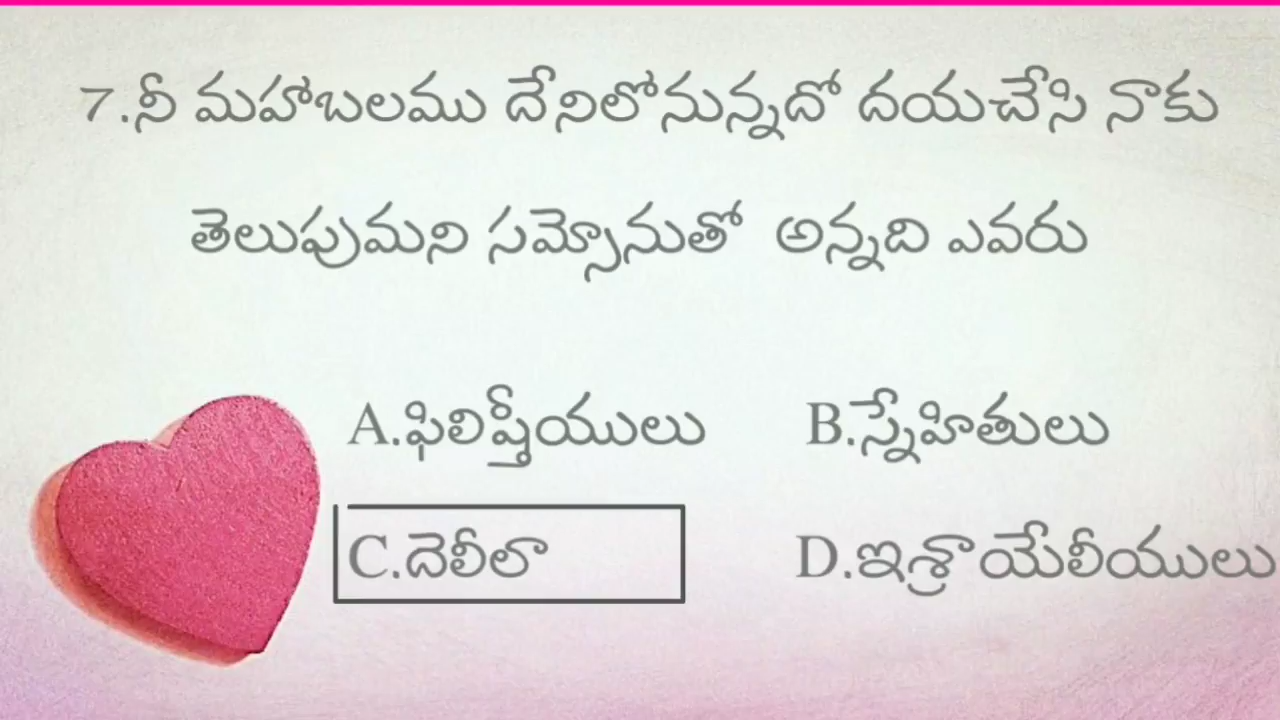 7.నీ మహాబలము దేనిలోనున్నదో దయచేసి నాకు
తెలుపుమని సమ్సోనుతో అన్నది ఎవరు
A.ఫిలిష్తీయులు B.స్నేహితులు
C.దెలీలా D.ఇశ్రాయేలీయులు